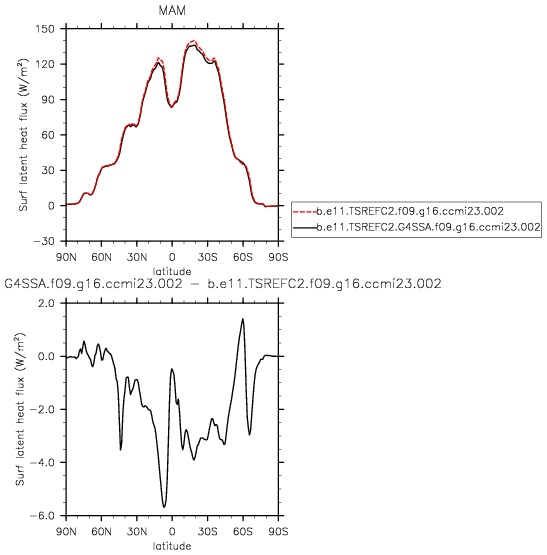 MAM
150
120
90
60
30
0
−30
Surf latent heat flux (W/m²)
90N 60N 30N 0 30S 60S 90S
latitude
b.e11.TSREFC2.f09.g16.ccmi23.002
b.e11.TSREFC2.G4SSA.f09.g16.ccmi23.002
G4SSA.f09.g16.ccmi23.002 − b.e11.TSREFC2.f09.g16.ccmi23.002
2.0
0.0
−2.0
−4.0
−6.0
Surf latent heat flux (W/m²)
90N 60N 30N 0 30S 60S 90S
latitude